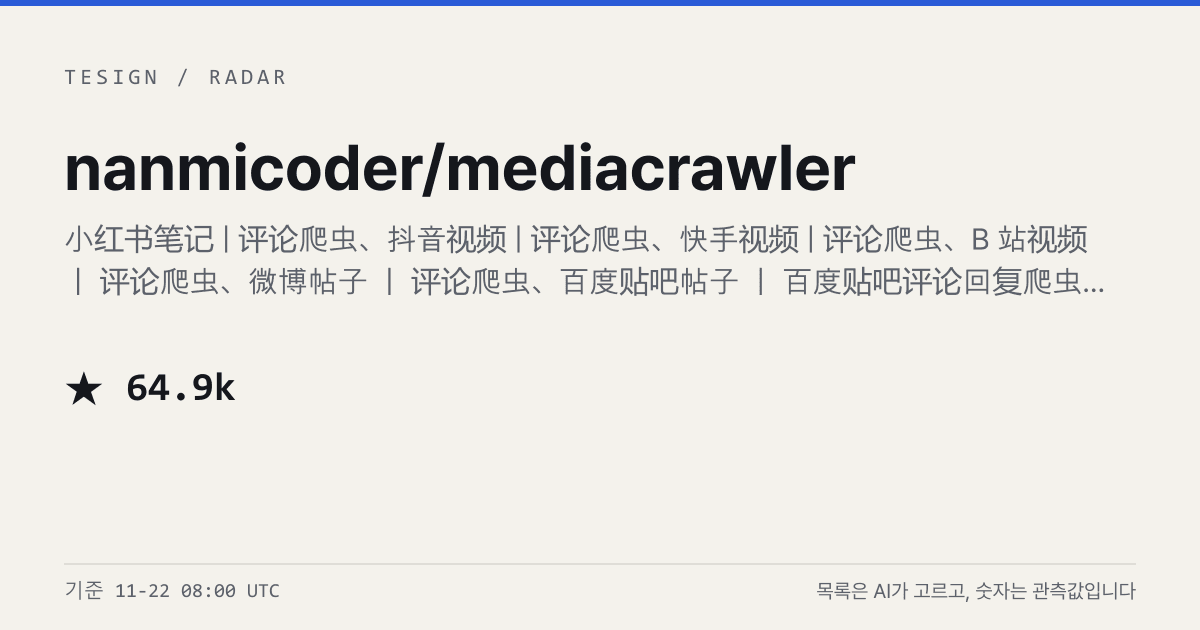 TESIGN / RADAR
nanmicoder/mediacrawler
小红书笔记 | 评论爬虫、抖音视频 | 评论爬虫、快手视频 | 评论爬虫、B 站视频
| 评论爬虫、微博帖子 | 评论爬虫、百度贴吧帖子 | 百度贴吧评论回复爬虫...
★ 64.9k
기준 11-22 08:00 UTC
목록은 AI가 고르고, 숫자는 관측값입니다